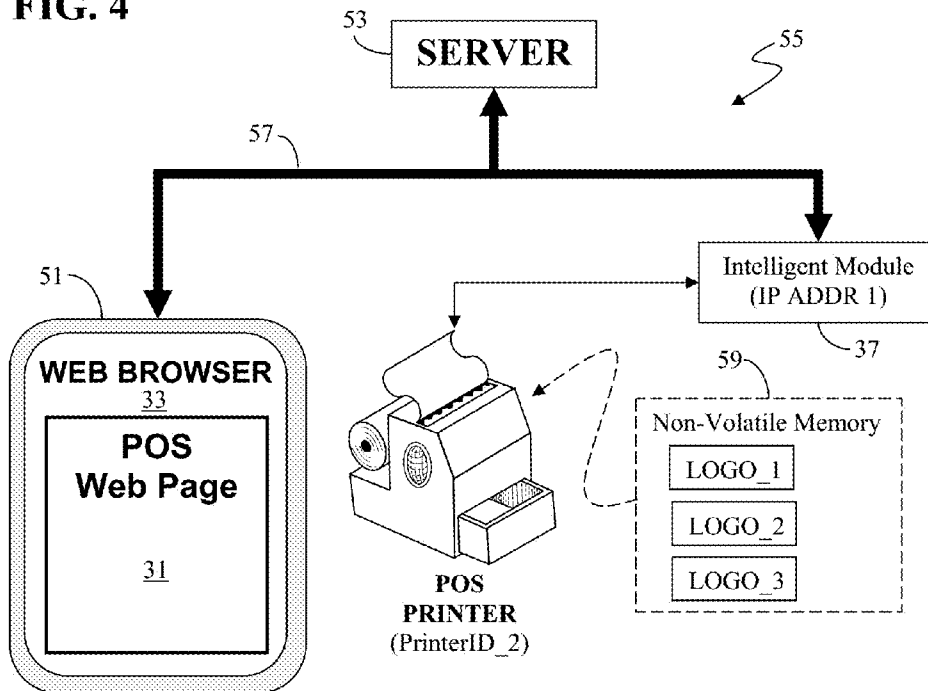 FIG. 4
53
SERVER
55
57
51
Intelligent Module
(IP ADDR 1)
37
WEB BROWSER
33
POS
Web Page
31
59
Non-Volatile Memory
LOGO_1
LOGO_2
LOGO_3
POS
PRINTER
(PrinterID_2)